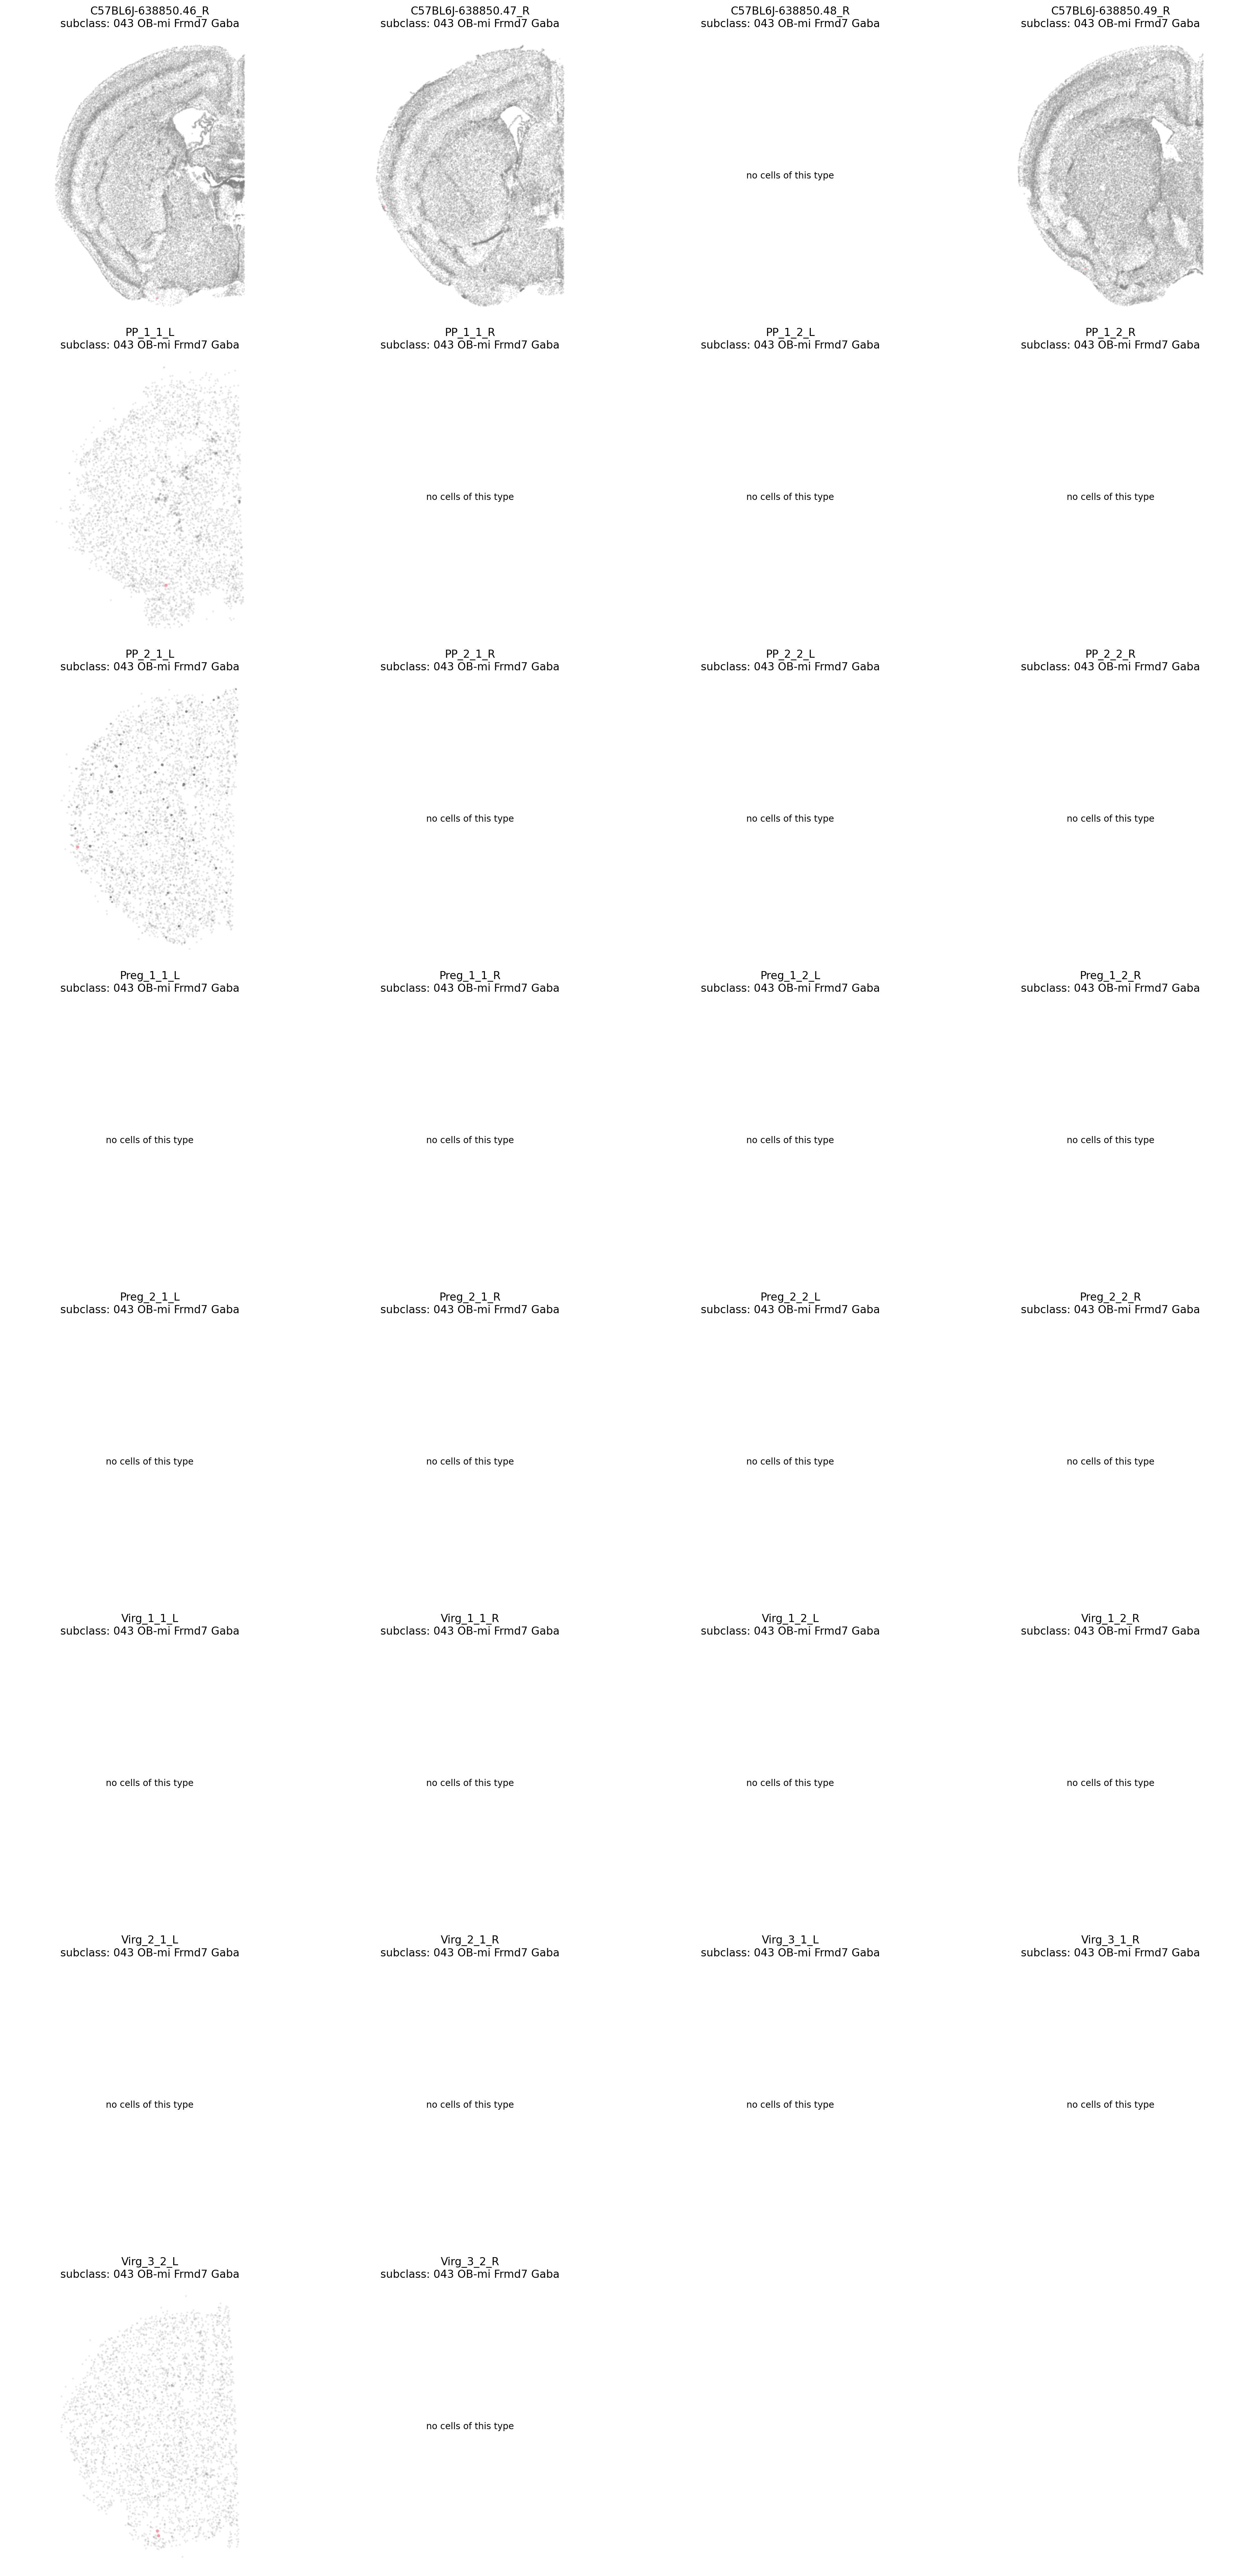 C57BL6J-638850.46_R
subclass: 043 OB-mi Frmd7 Gaba
C57BL6J-638850.47_R
subclass: 043 OB-mi Frmd7 Gaba
C57BL6J-638850.48_R
subclass: 043 OB-mi Frmd7 Gaba
C57BL6J-638850.49_R
subclass: 043 OB-mi Frmd7 Gaba
no cells of this type
PP_1_1_L
subclass: 043 OB-mi Frmd7 Gaba
PP_1_1_R
subclass: 043 OB-mi Frmd7 Gaba
PP_1_2_L
subclass: 043 OB-mi Frmd7 Gaba
PP_1_2_R
subclass: 043 OB-mi Frmd7 Gaba
no cells of this type
no cells of this type
no cells of this type
PP_2_1_L
subclass: 043 OB-mi Frmd7 Gaba
PP_2_1_R
subclass: 043 OB-mi Frmd7 Gaba
PP_2_2_L
subclass: 043 OB-mi Frmd7 Gaba
PP_2_2_R
subclass: 043 OB-mi Frmd7 Gaba
no cells of this type
no cells of this type
no cells of this type
Preg_1_1_L
subclass: 043 OB-mi Frmd7 Gaba
Preg_1_1_R
subclass: 043 OB-mi Frmd7 Gaba
Preg_1_2_L
subclass: 043 OB-mi Frmd7 Gaba
Preg_1_2_R
subclass: 043 OB-mi Frmd7 Gaba
no cells of this type
no cells of this type
no cells of this type
no cells of this type
Preg_2_1_L
subclass: 043 OB-mi Frmd7 Gaba
Preg_2_1_R
subclass: 043 OB-mi Frmd7 Gaba
Preg_2_2_L
subclass: 043 OB-mi Frmd7 Gaba
Preg_2_2_R
subclass: 043 OB-mi Frmd7 Gaba
no cells of this type
no cells of this type
no cells of this type
no cells of this type
Virg_1_1_L
subclass: 043 OB-mi Frmd7 Gaba
Virg_1_1_R
subclass: 043 OB-mi Frmd7 Gaba
Virg_1_2_L
subclass: 043 OB-mi Frmd7 Gaba
Virg_1_2_R
subclass: 043 OB-mi Frmd7 Gaba
no cells of this type
no cells of this type
no cells of this type
no cells of this type
Virg_2_1_L
subclass: 043 OB-mi Frmd7 Gaba
Virg_2_1_R
subclass: 043 OB-mi Frmd7 Gaba
Virg_3_1_L
subclass: 043 OB-mi Frmd7 Gaba
Virg_3_1_R
subclass: 043 OB-mi Frmd7 Gaba
no cells of this type
no cells of this type
no cells of this type
no cells of this type
Virg_3_2_L
subclass: 043 OB-mi Frmd7 Gaba
Virg_3_2_R
subclass: 043 OB-mi Frmd7 Gaba
no cells of this type